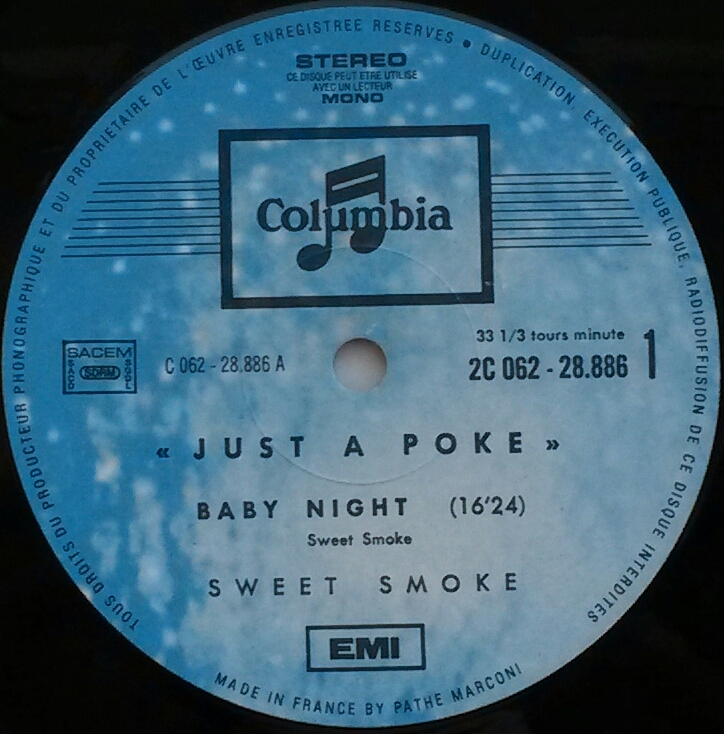 TOUS DROITS DU PRODUCTEUR PHONOGRAPHIQUE ET DU PROPRIETAIRE DE L'ŒUVRE ENREGISTREE RESERVES • DUPLICATION, EXECUTION PUBLIQUE, RADIODIFFUSION DE CE DISQUE INTERDITES
STEREO
CE DISQUE PEUT ETRE UTILISE
AVEC UN LECTEUR
MONO
Columbia
SACEM
SACD
SDRM
SGDL
C 062 - 28.886 A
33 1/3 tours minute
2C 062 - 28.886
1
« JUST A POKE »
BABY NIGHT (16'24)
Sweet Smoke
SWEET SMOKE
EMI
MADE IN FRANCE BY PATHE MARCONI